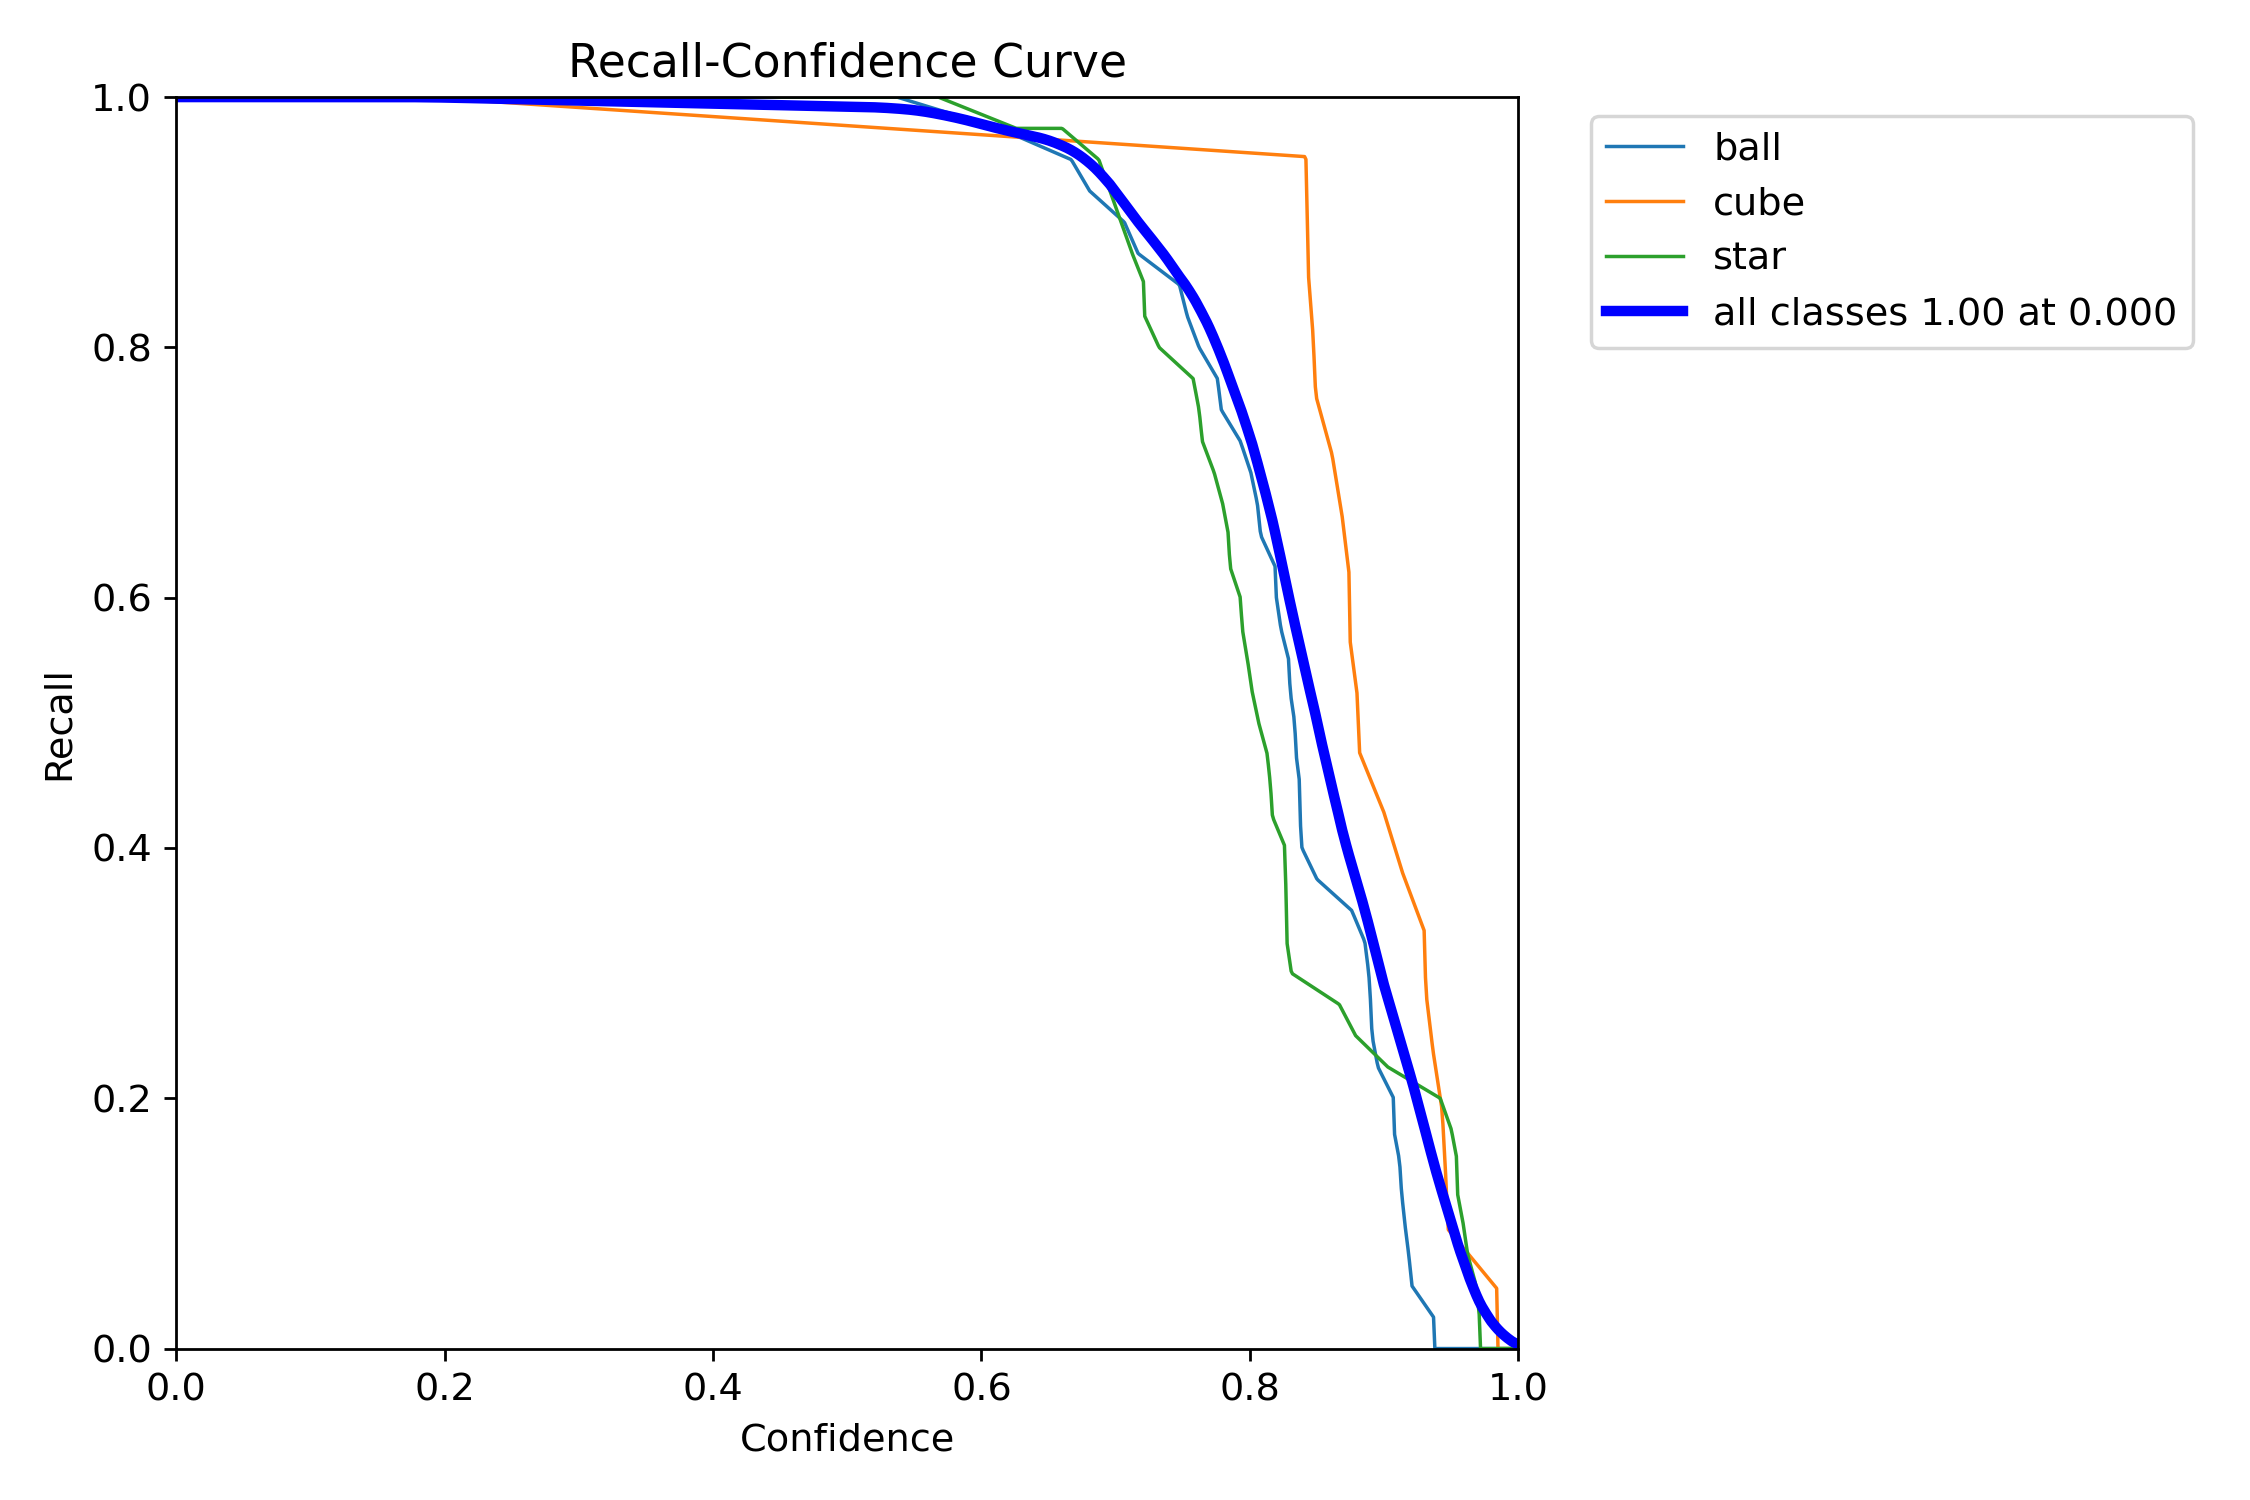 Recall-Confidence Curve
1.0
0.8
0.6
0.4
0.2
0.0
Recall
0.0 0.2 0.4 0.6 0.8 1.0
Confidence
ball
cube
star
all classes 1.00 at 0.000